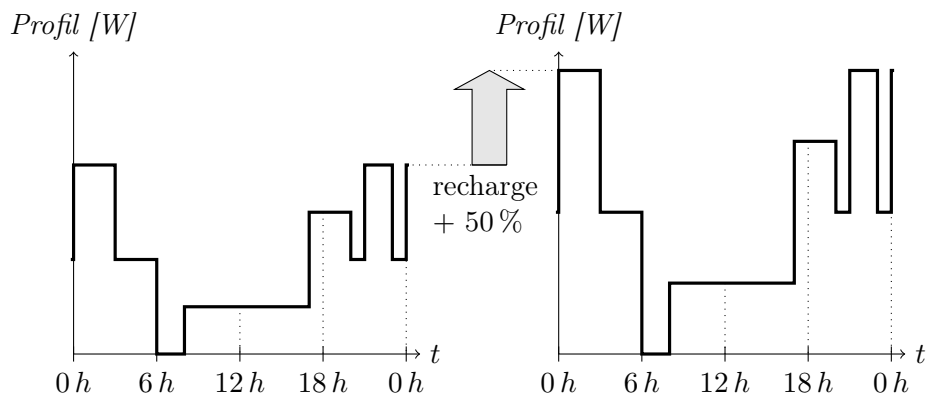 Profil [W]
Profil [W]
recharge
+ 50 %
t
t
0 h
6 h
12 h
18 h
0 h
0 h
6 h
12 h
18 h
0 h